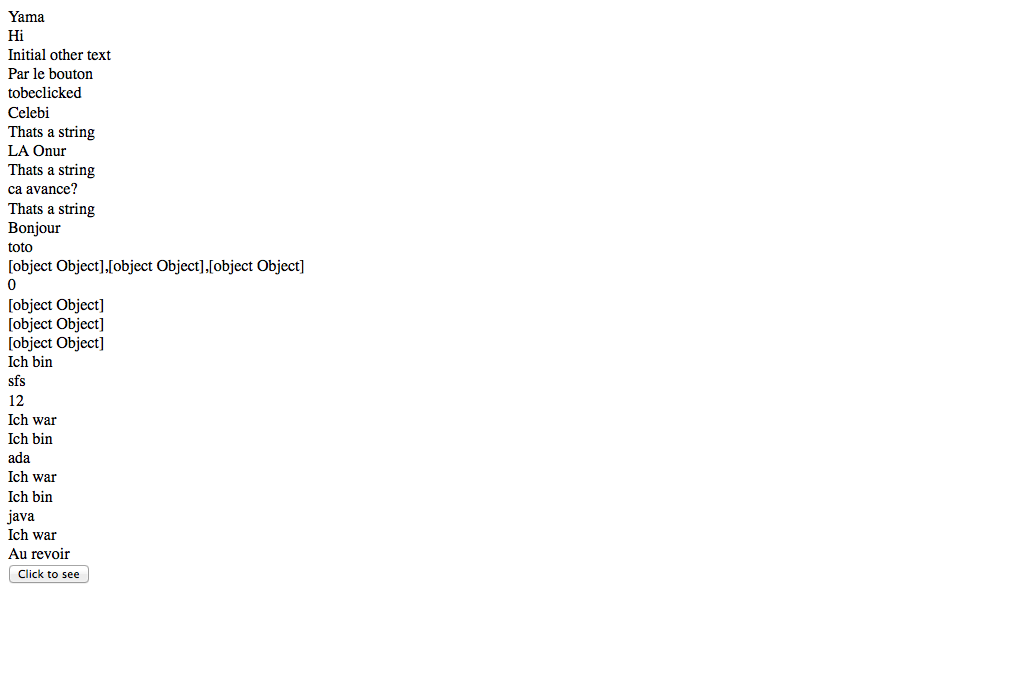 Yama
Hi
Initial other text
Par le bouton
tobeclicked
Celebi
Thats a string
LA Onur
Thats a string
ca avance?
Thats a string
Bonjour
toto
[object Object],[object Object],[object Object]
0
[object Object]
[object Object]
[object Object]
Ich bin
sfs
12
Ich war
Ich bin
ada
Ich war
Ich bin
java
Ich war
Au revoir
Click to see